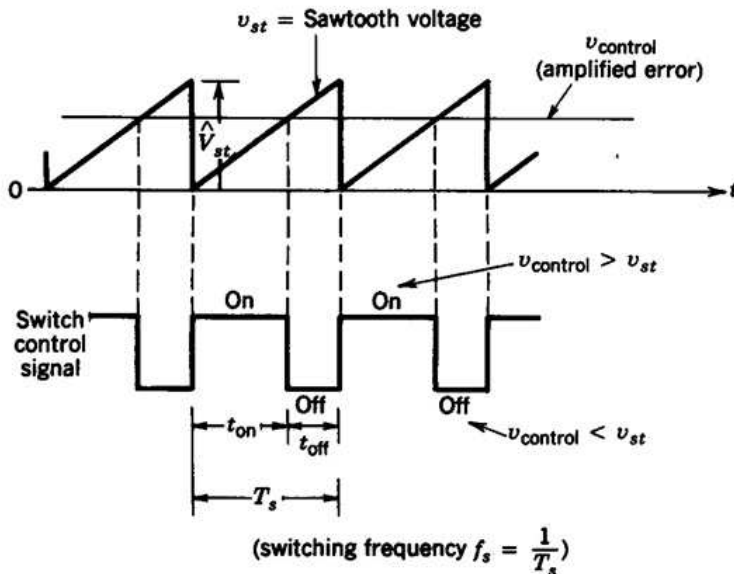 v_st = Sawtooth voltage
v_control
(amplified error)
V̂_st
0
t
v_control > v_st
On
On
Switch
control
signal
Off
Off
t_on
t_off
v_control < v_st
T_s
(switching frequency f_s = 1/T_s)